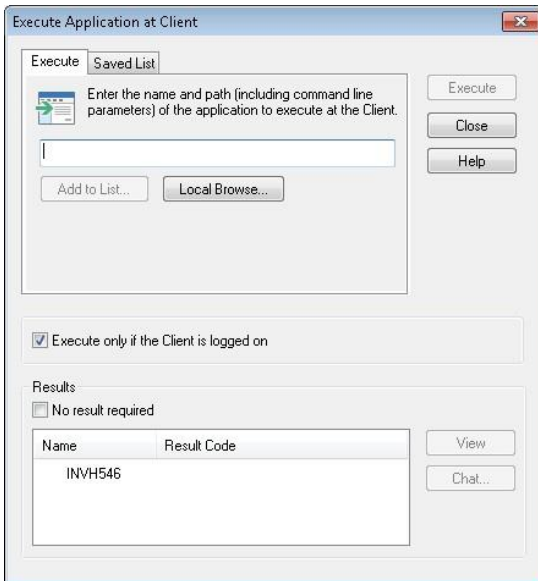 Execute Application at Client
Execute
Saved List
Enter the name and path (including command line
parameters) of the application to execute at the Client.
Execute
Close
Help
Add to List...
Local Browse...
Execute only if the Client is logged on
Results
No result required
Name
Result Code
INVH546
View
Chat...